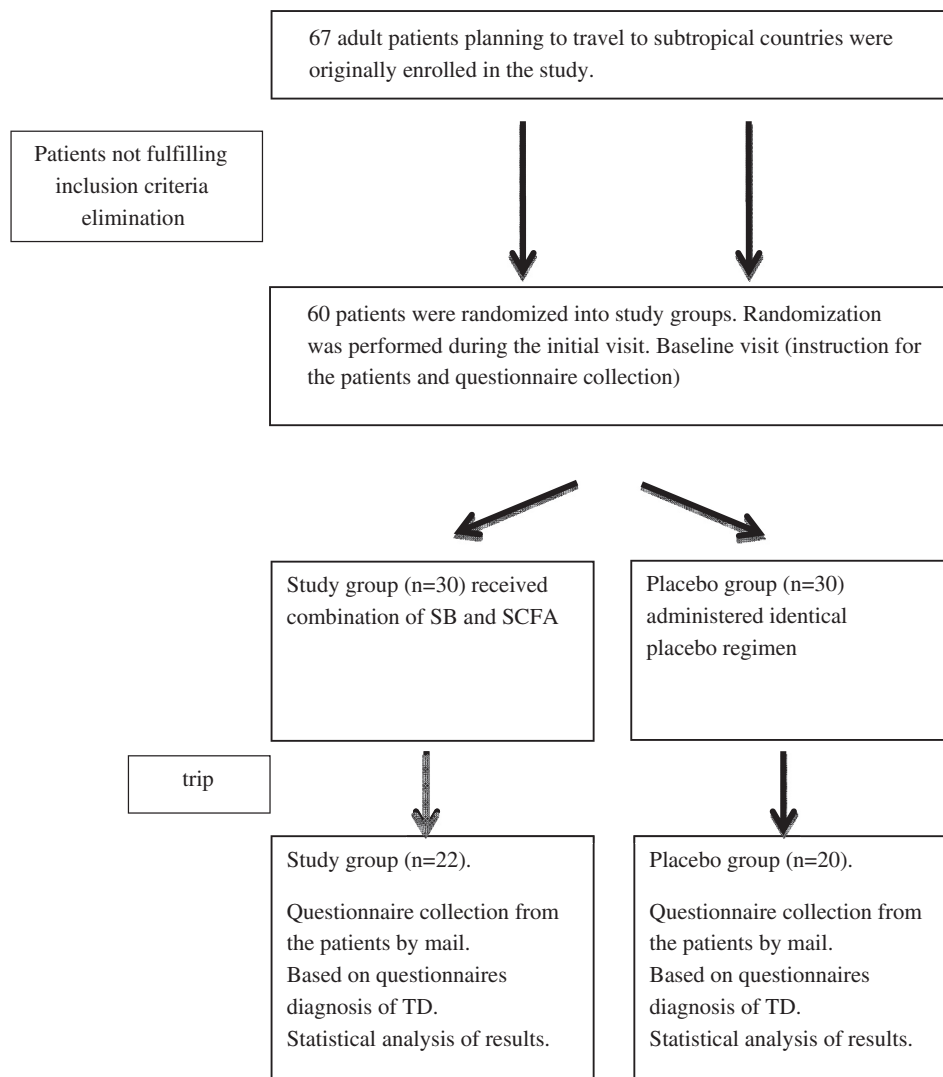 67 adult patients planning to travel to subtropical countries were
originally enrolled in the study.
Patients not fulfilling
inclusion criteria
elimination
60 patients were randomized into study groups. Randomization
was performed during the initial visit. Baseline visit (instruction for
the patients and questionnaire collection)
Study group (n=30) received
combination of SB and SCFA
Placebo group (n=30)
administered identical
placebo regimen
trip
Study group (n=22).
Questionnaire collection from
the patients by mail.
Based on questionnaires
diagnosis of TD.
Statistical analysis of results.
Placebo group (n=20).
Questionnaire collection from
the patients by mail.
Based on questionnaires
diagnosis of TD.
Statistical analysis of results.